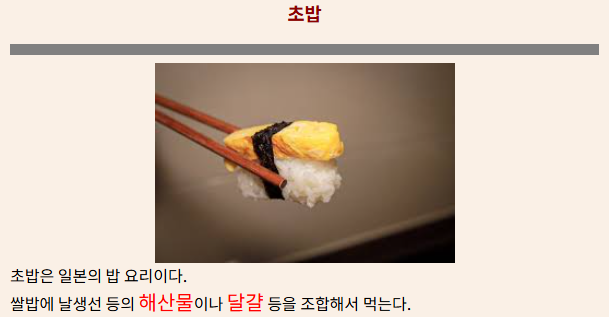 초밥
초밥은 일본의 밥 요리이다.
쌀밥에 날생선 등의 해산물이나 달걀 등을 조합해서 먹는다.